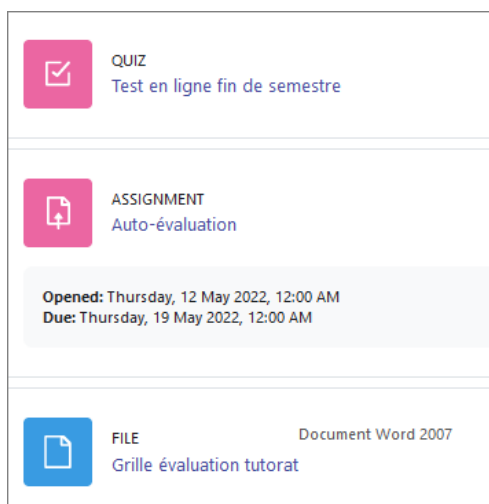 QUIZ
Test en ligne fin de semestre
ASSIGNMENT
Auto-évaluation
Opened: Thursday, 12 May 2022, 12:00 AM
Due: Thursday, 19 May 2022, 12:00 AM
FILE
Document Word 2007
Grille évaluation tutorat